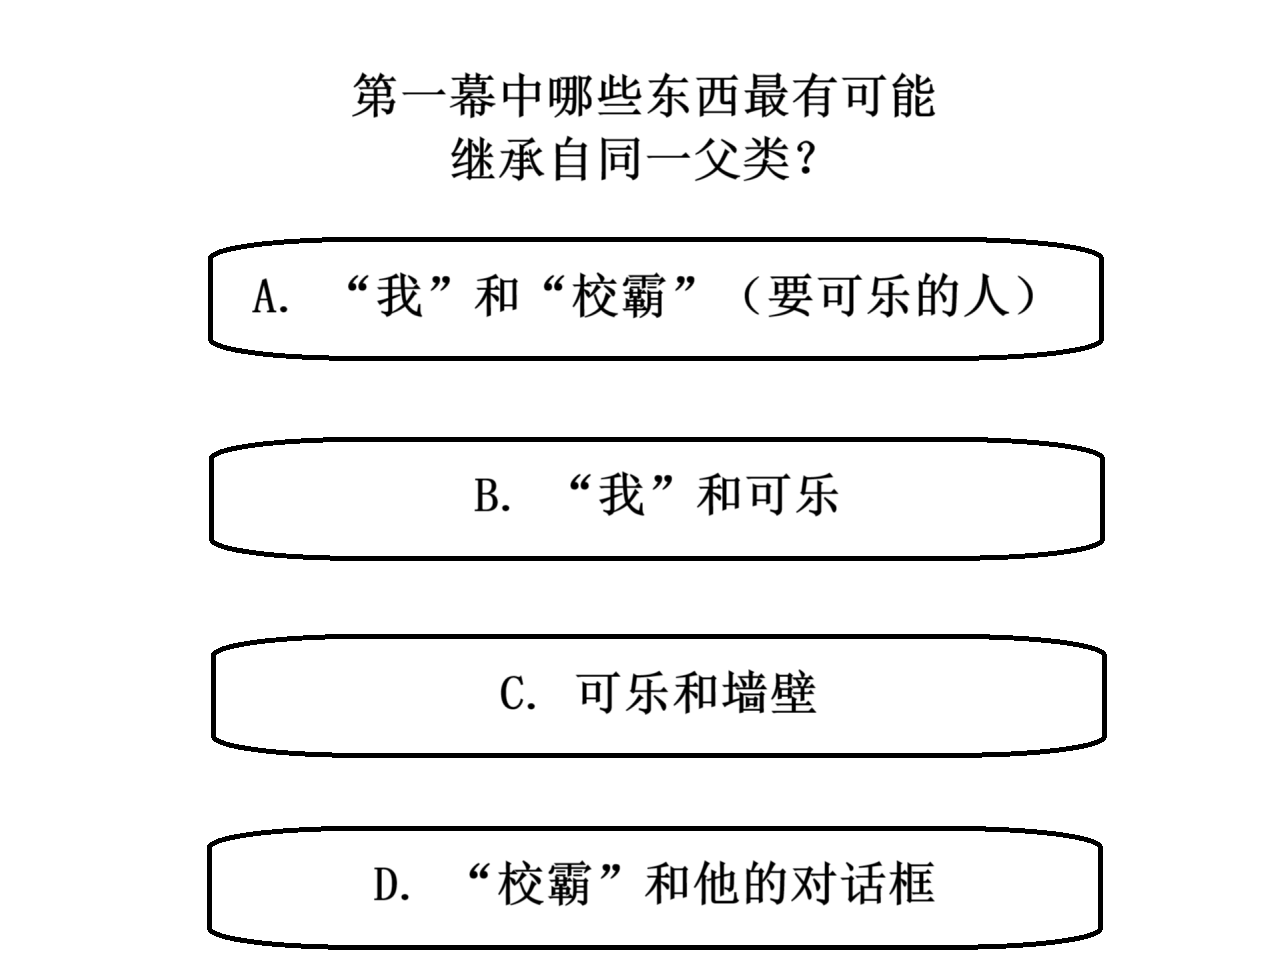 第一幕中哪些东西最有可能
继承自同一父类？
A. “我”和“校霸”（要可乐的人）
B. “我”和可乐
C. 可乐和墙壁
D. “校霸”和他的对话框